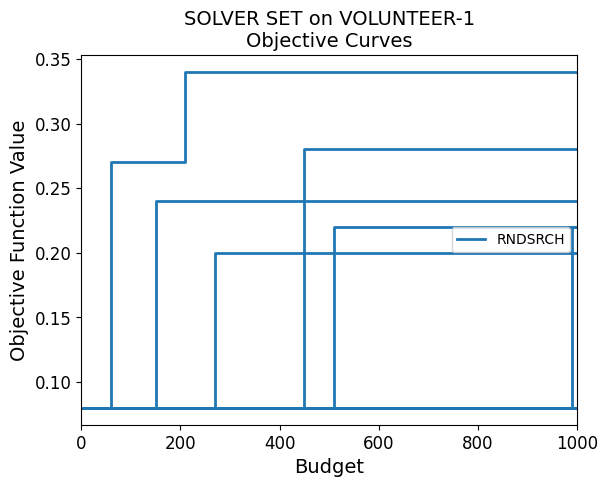 SOLVER SET on VOLUNTEER-1
Objective Curves
Objective Function Value
0.35
0.30
0.25
0.20
0.15
0.10
RNDSRCH
0 200 400 600 800 1000
Budget